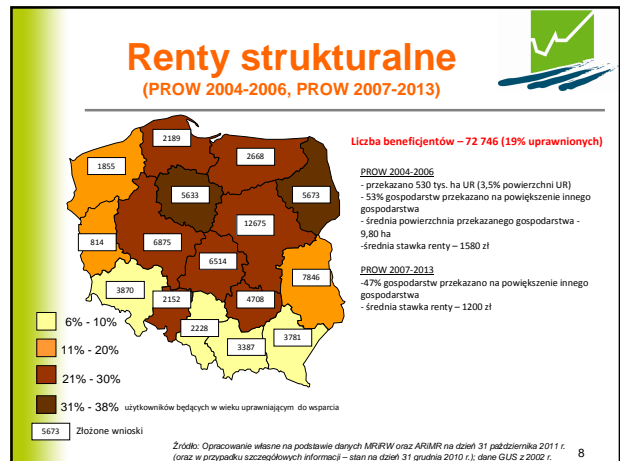 Renty strukturalne
(PROW 2004-2006, PROW 2007-2013)
Liczba beneficjentów – 72 746 (19% uprawnionych)
2189
1855
2668
5633
5673
12675
814
6875
6514
7846
3870
2152
4708
2228
3387
3781
PROW 2004-2006
- przekazano 530 tys. ha UR (3,5% powierzchni UR)
- 53% gospodarstw przekazano na powiększenie innego
gospodarstwa
- średnia powierzchnia przekazanego gospodarstwa -
9,80 ha
-średnia stawka renty – 1580 zł
PROW 2007-2013
-47% gospodarstw przekazano na powiększenie innego
gospodarstwa
- średnia stawka renty – 1200 zł
6% - 10%
11% - 20%
21% - 30%
31% - 38% użytkowników będących w wieku uprawniającym do wsparcia
5673 Złożone wnioski
Źródło: Opracowanie własne na podstawie danych MRiRW oraz ARiMR na dzień 31 października 2011 r.
(oraz w przypadku szczegółowych informacji – stan na dzień 31 grudnia 2010 r.); dane GUS z 2002 r.
8